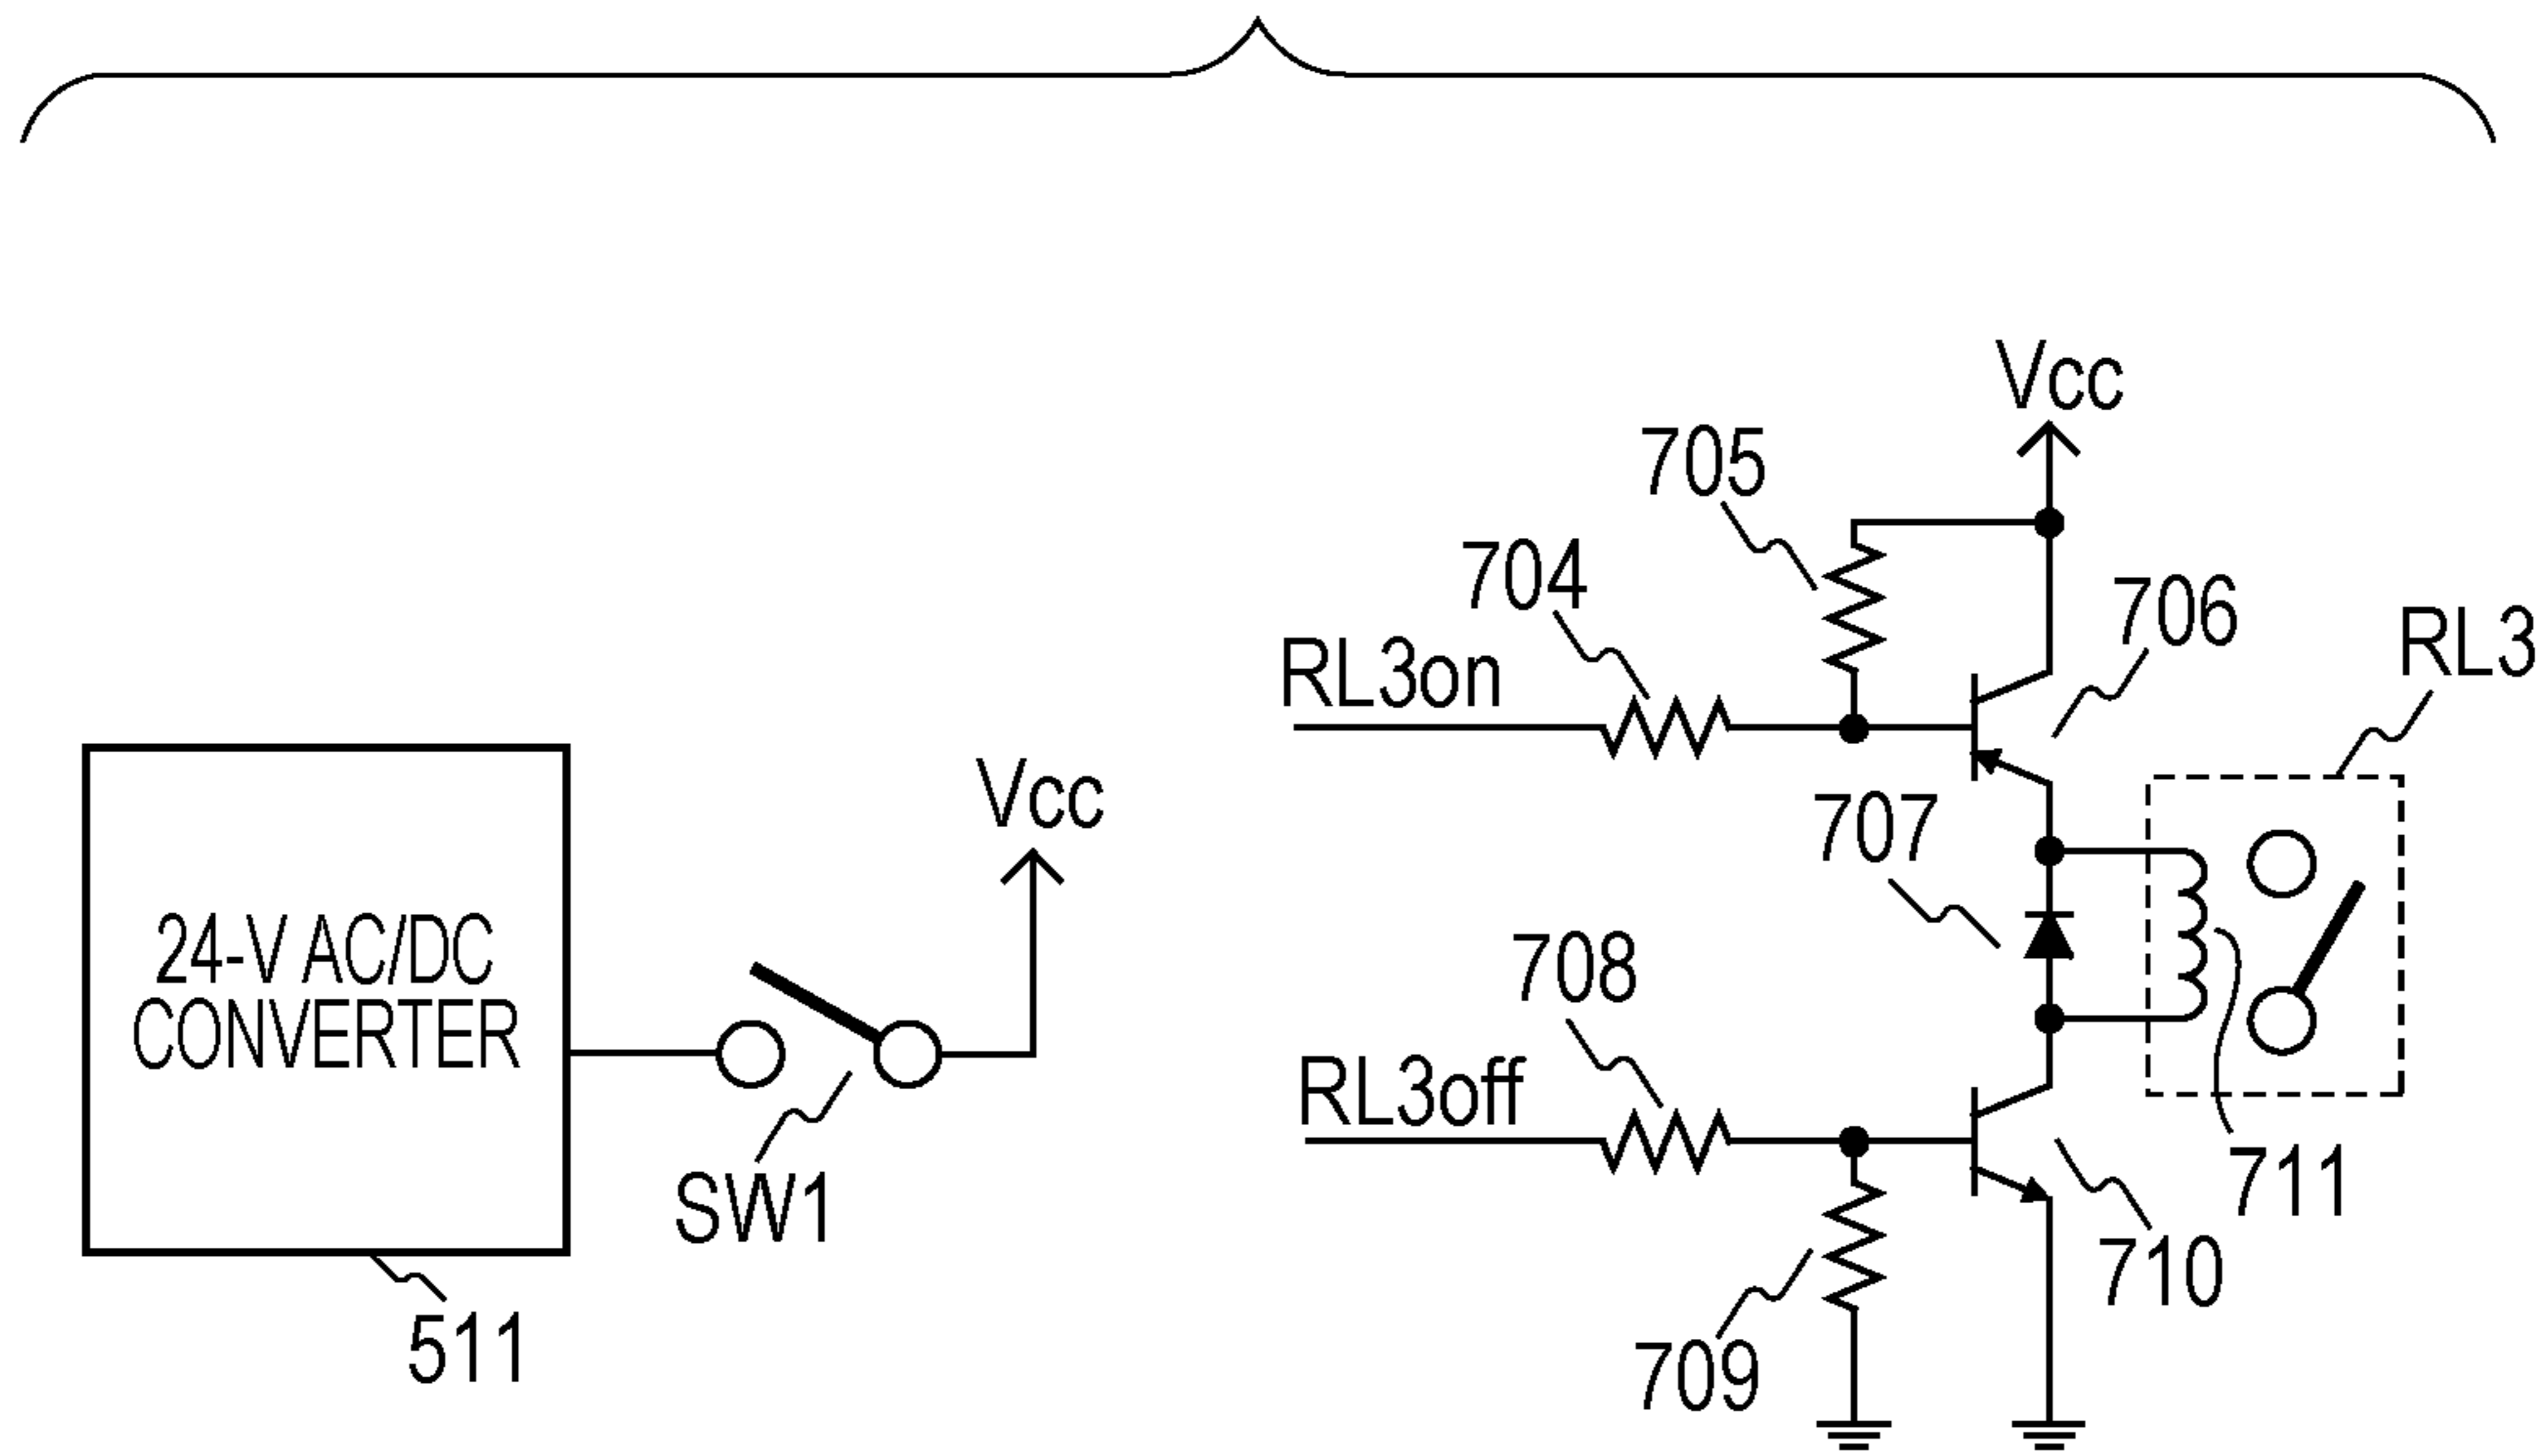 24-V AC/DC
CONVERTER
511
SW1
Vcc
Vcc
705
704
RL3on
706
RL3
707
708
RL3off
711
710
709